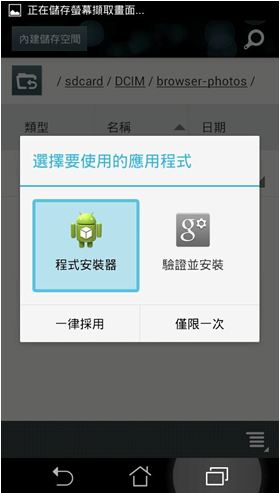 正在儲存螢幕擷取畫面...
內建儲存空間
/ sdcard / DCIM / browser-photos /
類型 名稱 日期
選擇要使用的應用程式
程式安裝器 驗證並安裝
一律採用 僅限一次